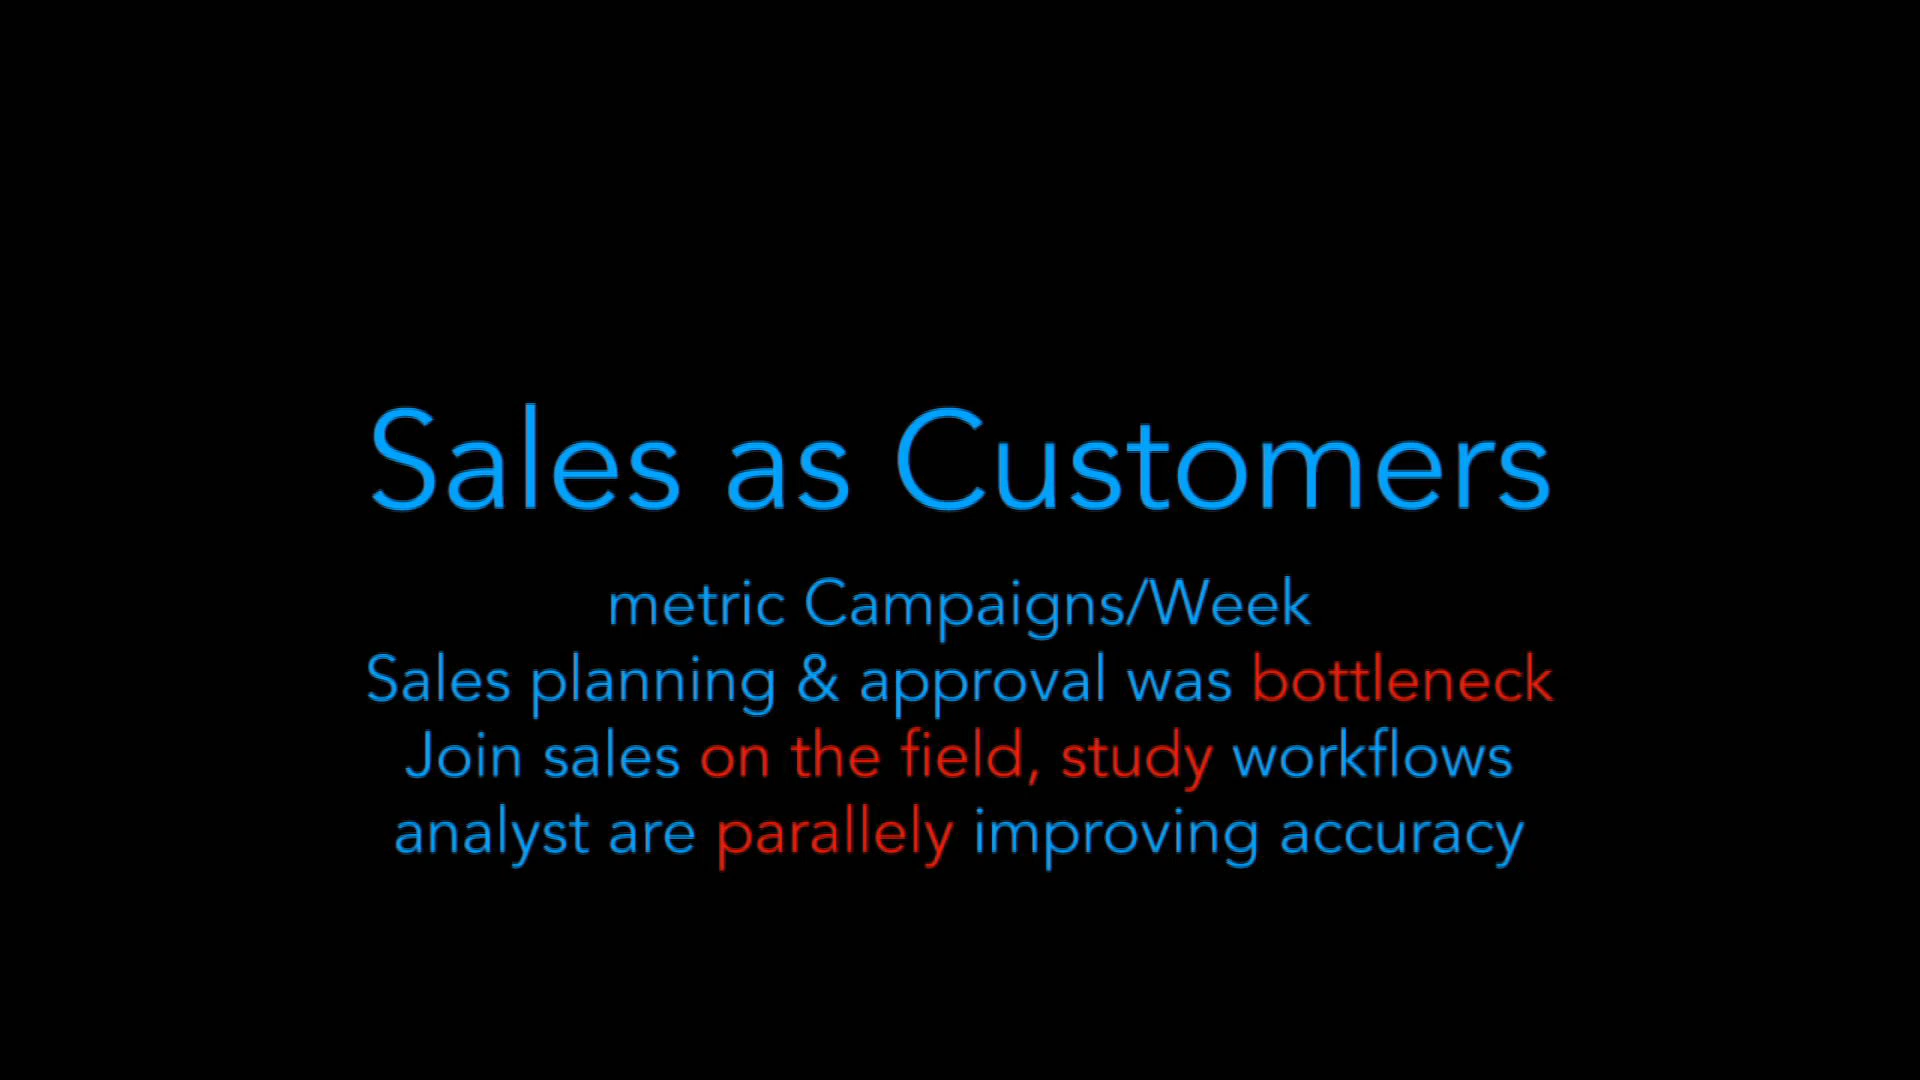 Sales as Customers
metric Campaigns/Week
Sales planning & approval was bottleneck
Join sales on the field, study workflows
analyst are parallely improving accuracy